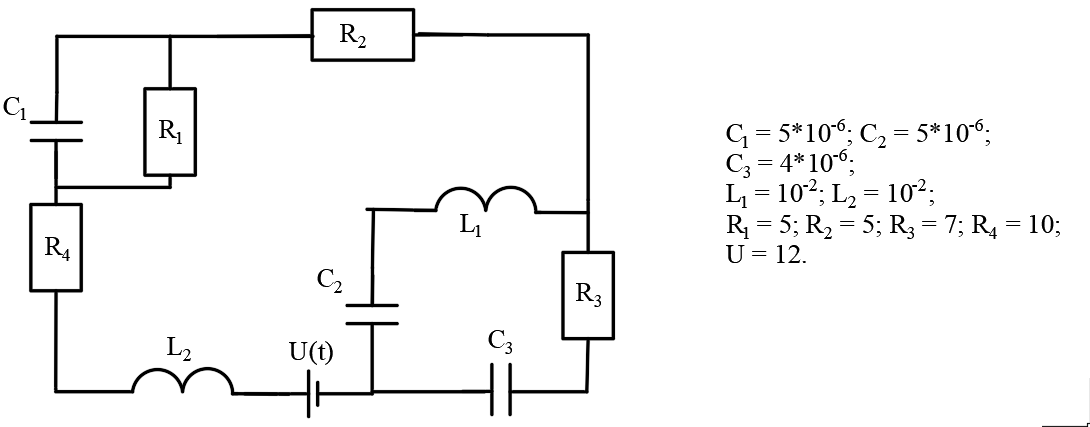 R₂
C₁
R₁
R₄
L₁
C₂
R₃
L₂
U(t)
C₃
C₁ = 5*10⁻⁶; C₂ = 5*10⁻⁶;
C₃ = 4*10⁻⁶;
L₁ = 10⁻²; L₂ = 10⁻²;
R₁ = 5; R₂ = 5; R₃ = 7; R₄ = 10;
U = 12.